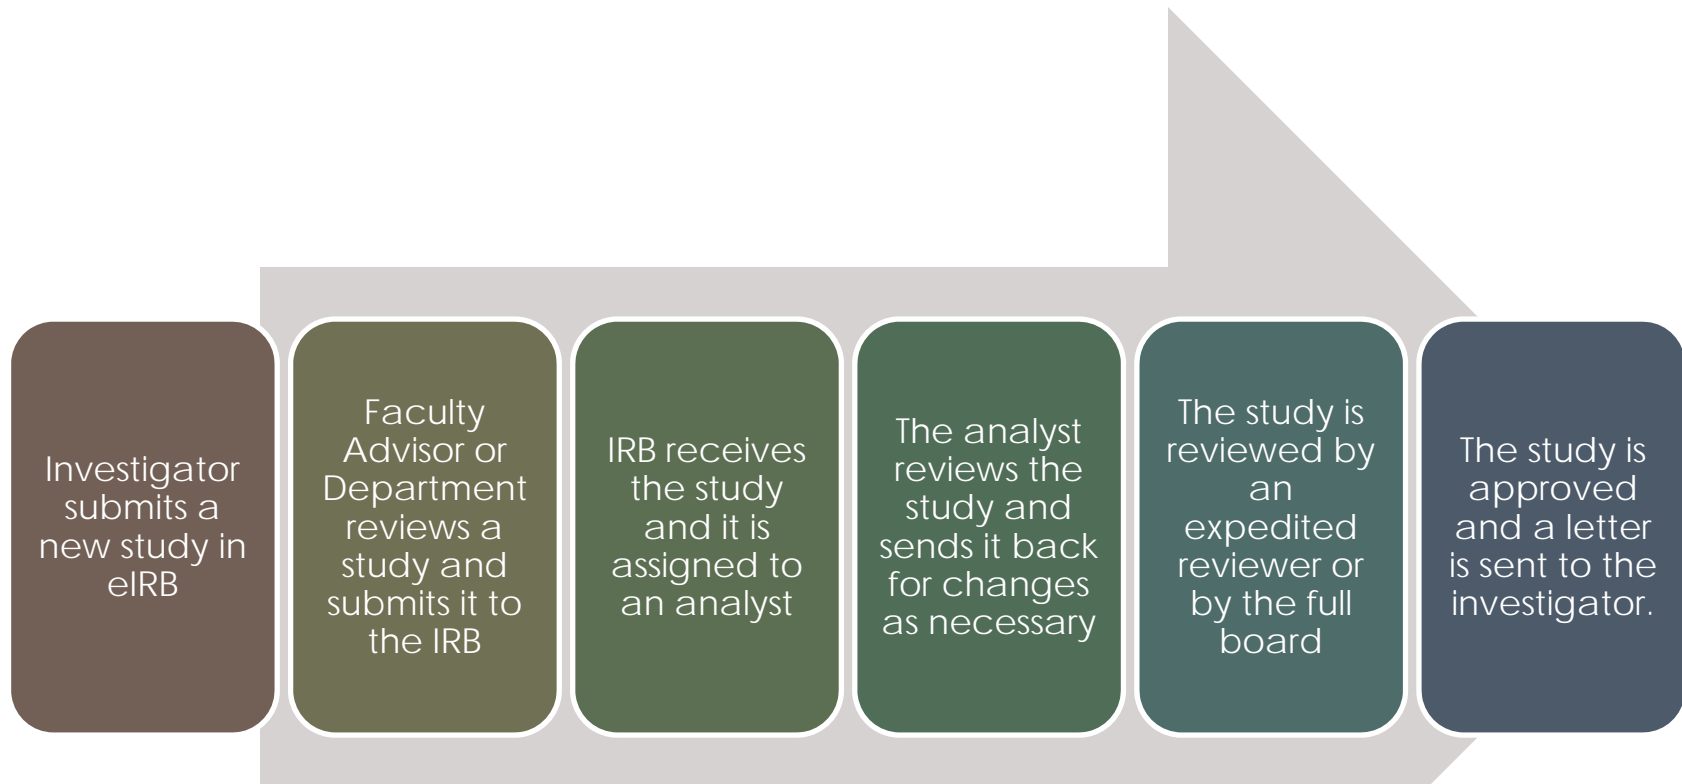 Investigator
submits a
new study in
eIRB
Faculty
Advisor or
Department
reviews a
study and
submits it to
the IRB
IRB receives
the study
and it is
assigned to
an analyst
The analyst
reviews the
study and
sends it back
for changes
as necessary
The study is
reviewed by
an
expedited
reviewer or
by the full
board
The study is
approved
and a letter
is sent to the
investigator.